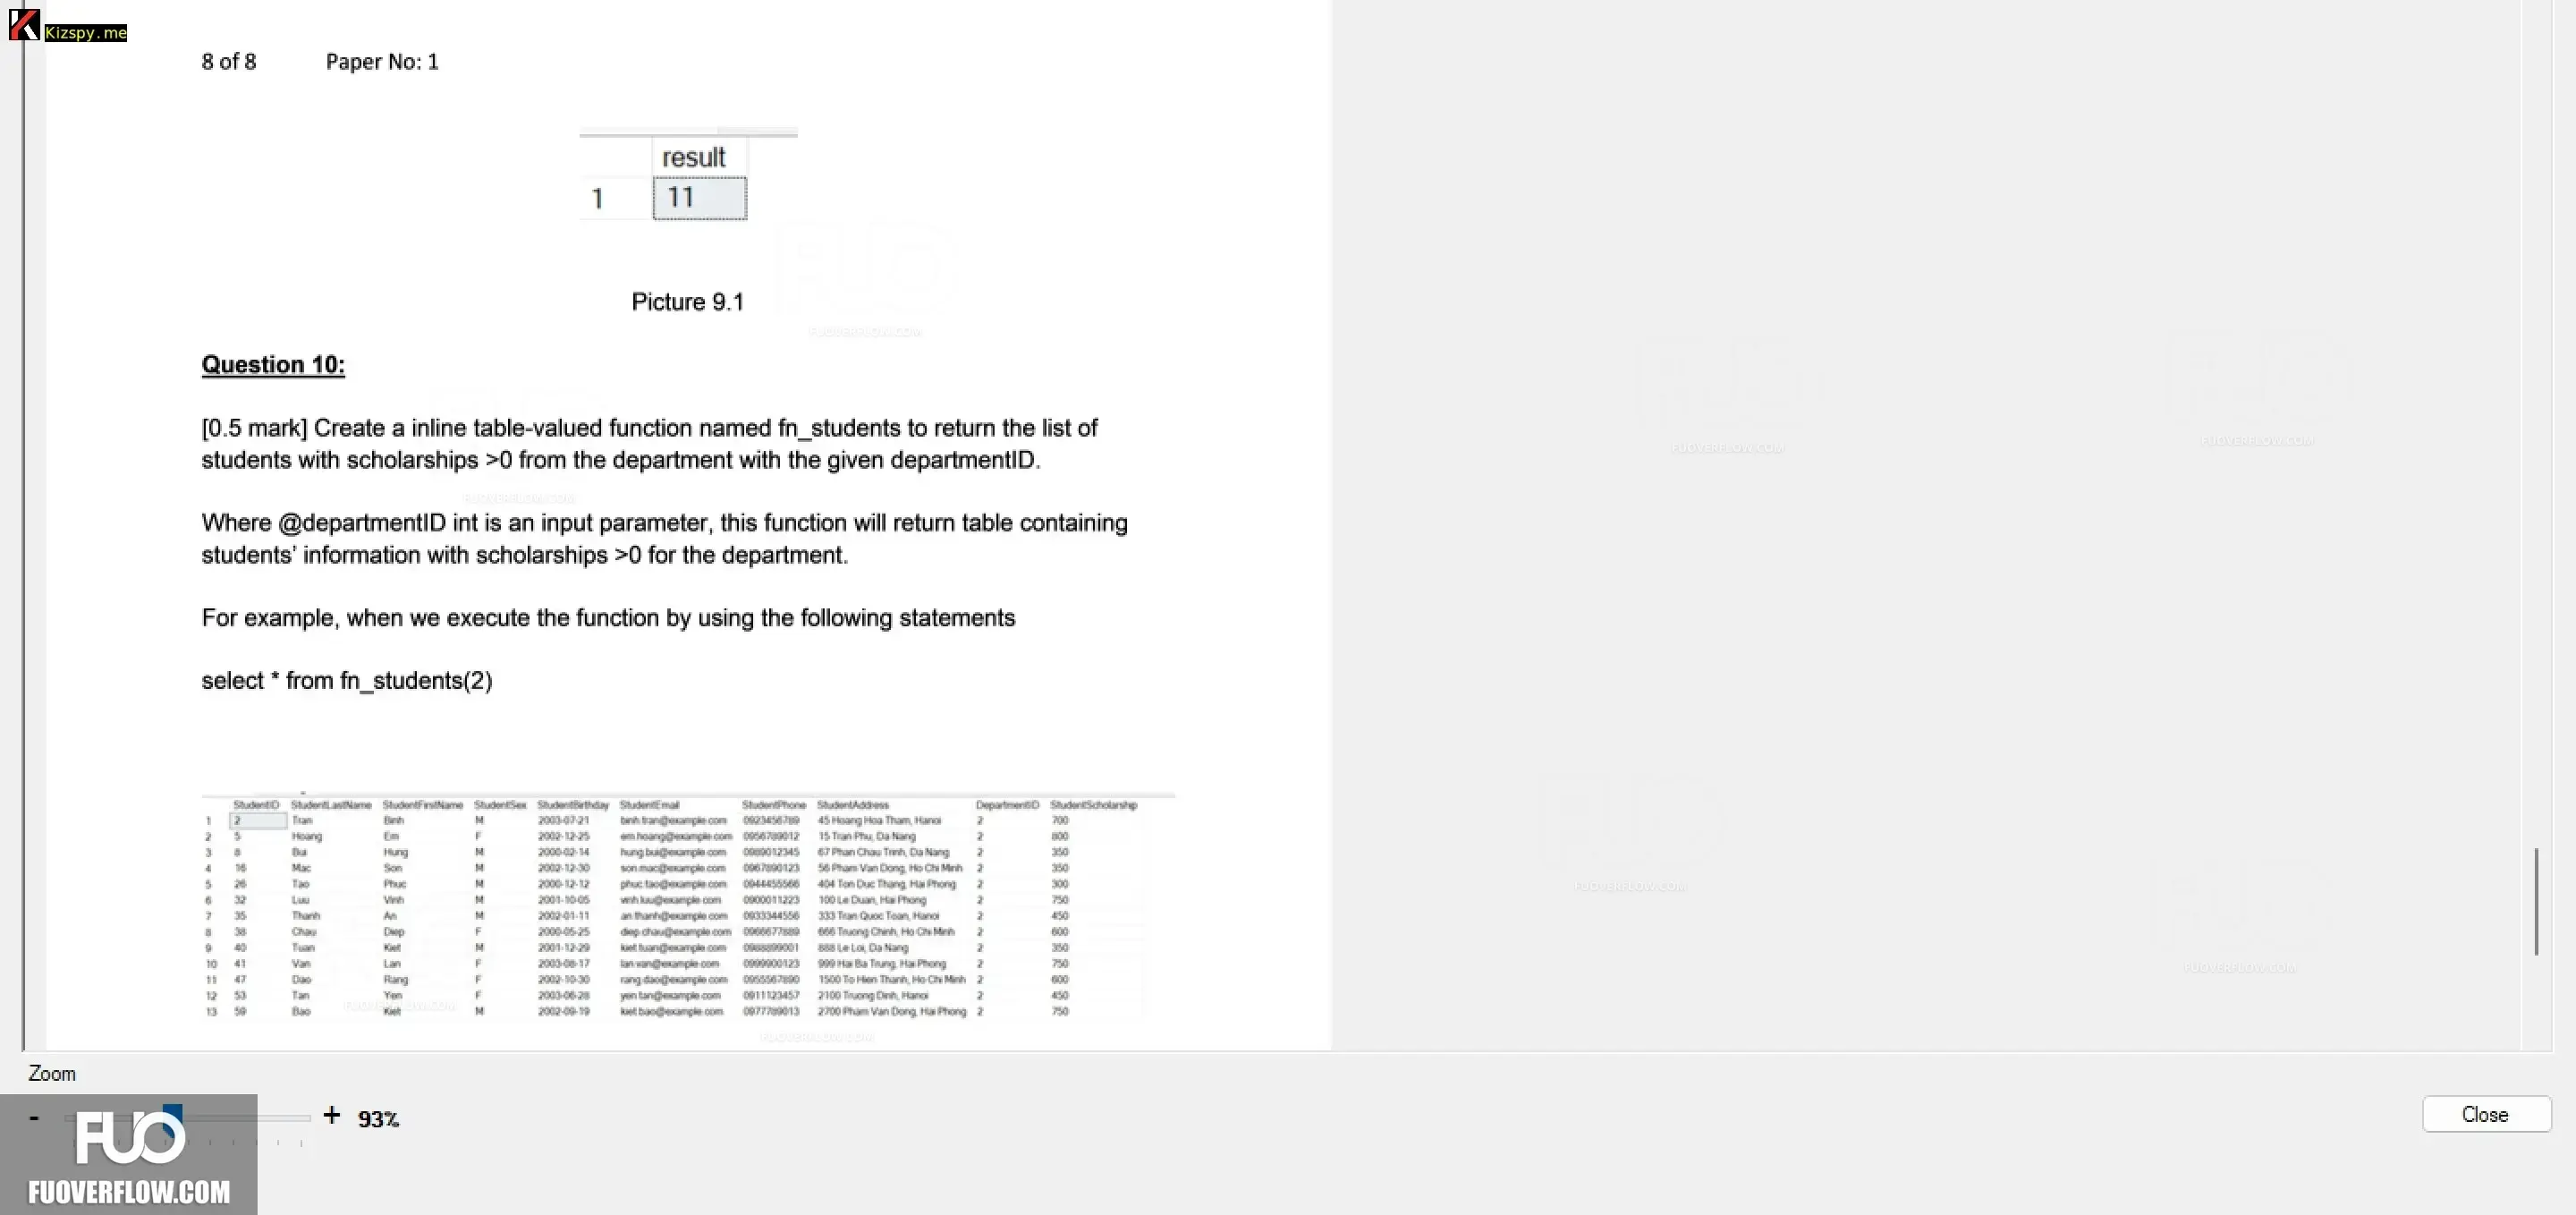 Kizspy.me
8 of 8 Paper No: 1
result
1 11
Picture 9.1
FUOVERFLOW.COM
Question 10:
[0.5 mark] Create a inline table-valued function named fn_students to return the list of
students with scholarships >0 from the department with the given departmentID.
Where @departmentID int is an input parameter, this function will return table containing
students' information with scholarships >0 for the department.
For example, when we execute the function by using the following statements
select * from fn_students(2)
StudentID StudentLastName StudentFirstName StudentSex StudentBirthday StudentEmail StudentPhone StudentAddress DepartmentID StudentScholarship
1 2 Tran Binh M 2003-07-21 binh.tran@example.com 0923456789 45 Hoang Hoa Tham, Hanoi 2 700
2 5 Hoang Em F 2002-12-25 em.hoang@example.com 0956789012 15 Tran Phu, Da Nang 2 800
3 8 Bui Hung M 2000-02-14 hung.bui@example.com 0989012345 67 Phan Chau Trinh, Da Nang 2 350
4 16 Mac Son M 2002-12-30 son.mac@example.com 0967890123 56 Pham Van Dong, Ho Chi Minh 2 350
5 26 Tao Phuc M 2000-12-12 phuc.tao@example.com 0944455566 404 Ton Duc Thang, Hai Phong 2 300
6 32 Luu Vinh M 2001-10-05 vinh.luu@example.com 0900011223 100 Le Duan, Hai Phong 2 750
7 35 Thanh An M 2002-01-11 an.thanh@example.com 0933344556 333 Tran Quoc Toan, Hanoi 2 450
8 38 Chau Diep F 2000-05-25 diep.chau@example.com 0966677889 666 Truong Chinh, Ho Chi Minh 2 600
9 40 Tuan Kiet M 2001-12-29 kiet.tuan@example.com 0988899001 888 Le Loi, Da Nang 2 350
10 41 Van Lan F 2003-08-17 lan.van@example.com 0999900123 999 Hai Ba Trung, Hai Phong 2 750
11 47 Dao Rang F 2002-10-30 rang.dao@example.com 0955567890 1500 To Hien Thanh, Ho Chi Minh 2 600
12 53 Tan Yen F 2003-06-28 yen.tan@example.com 0911123457 2100 Truong Dinh, Hanoi 2 450
13 59 Bao Kiet M 2002-09-19 kiet.bao@example.com 0977789013 2700 Pham Van Dong, Hai Phong 2 750
Zoom
- + 93%
Close
FUO
FUOVERFLOW.COM